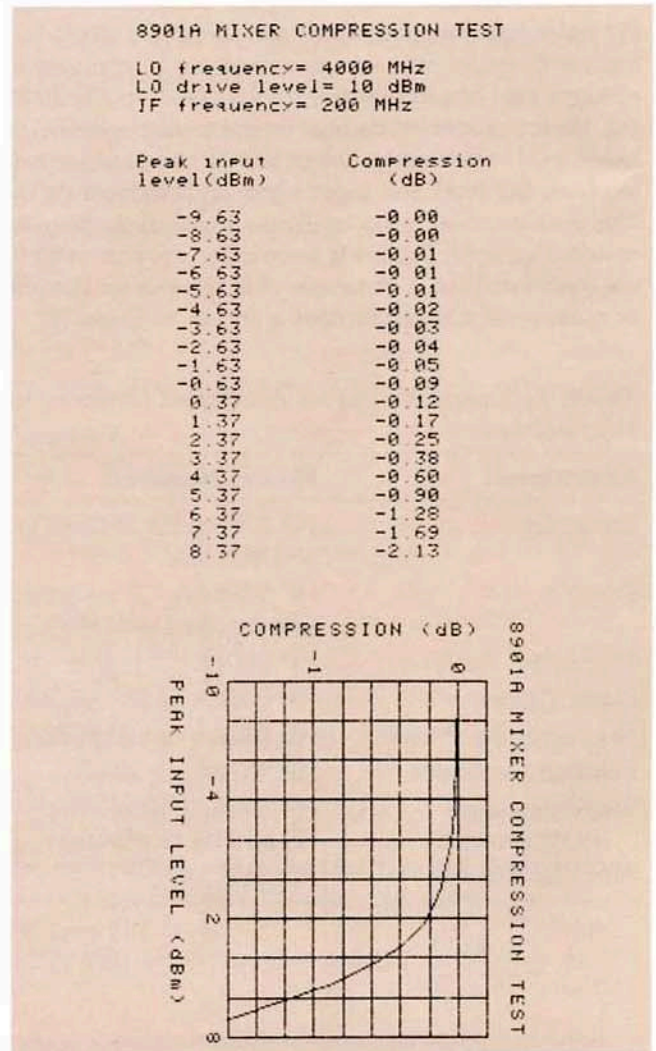 8901A MIXER COMPRESSION TEST
LO frequency= 4000 MHz
LO drive level= 10 dBm
IF frequency= 200 MHz
Peak input Compression
level(dBm) (dB)
-9.63 -0.00
-8.63 -0.00
-7.63 -0.01
-6.63 -0.01
-5.63 -0.01
-4.63 -0.02
-3.63 -0.03
-2.63 -0.04
-1.63 -0.05
-0.63 -0.09
0.37 -0.12
1.37 -0.17
2.37 -0.25
3.37 -0.38
4.37 -0.60
5.37 -0.90
6.37 -1.28
7.37 -1.69
8.37 -2.13
8901A MIXER COMPRESSION TEST
COMPRESSION (dB)
0
-1
-10
-4
2
8
PEAK INPUT LEVEL (dBm)